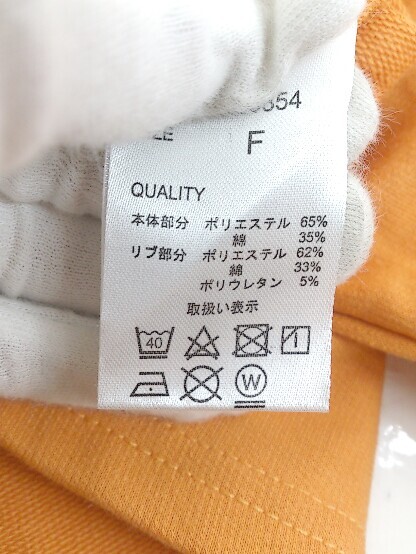 F
QUALITY
本体部分 ポリエステル 65%
綿 35%
リブ部分 ポリエステル 62%
綿 33%
ポリウレタン 5%
取扱い表示
40
W